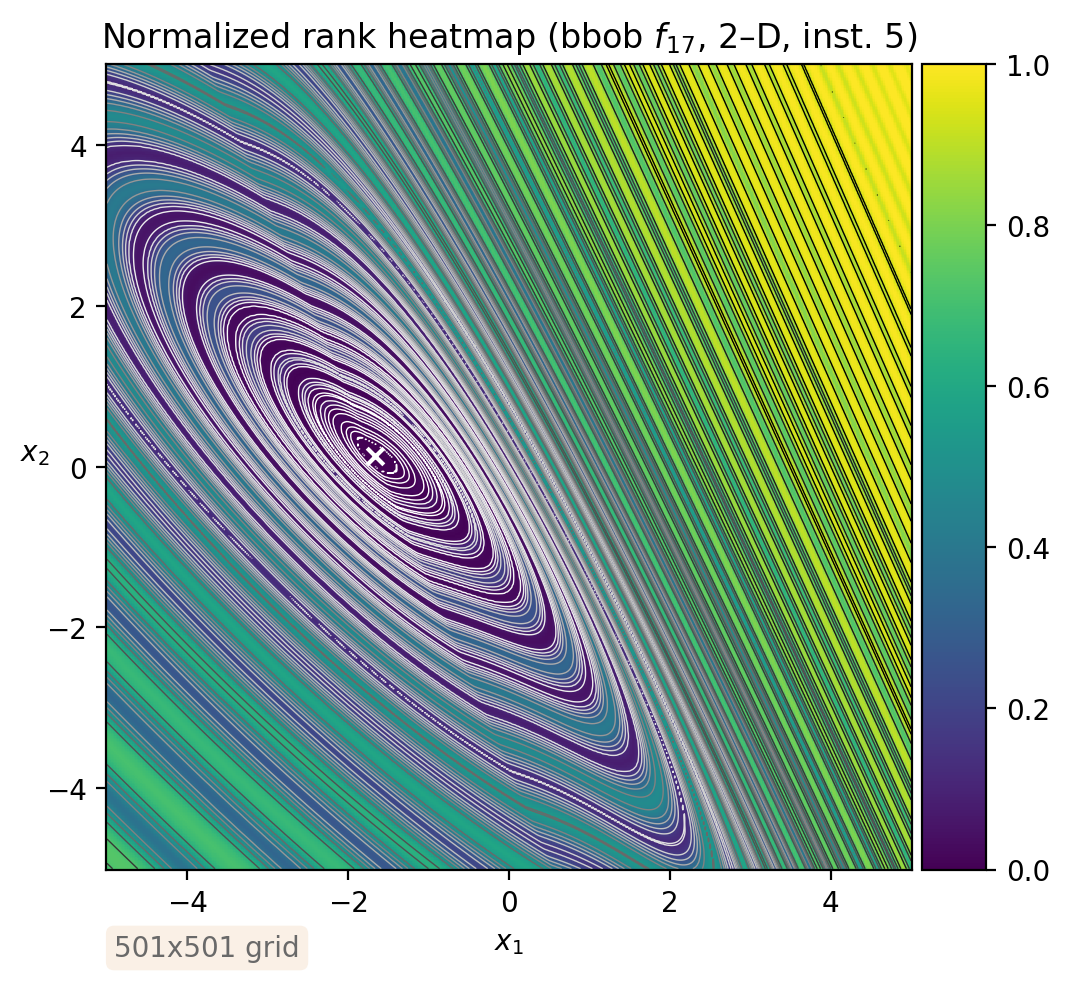 Normalized rank heatmap (bbob f₁₇, 2–D, inst. 5)
1.0
4
0.8
2
0.6
x₂
0
0.4
−2
0.2
−4
0.0
−4 −2 0 2 4
x₁
501x501 grid